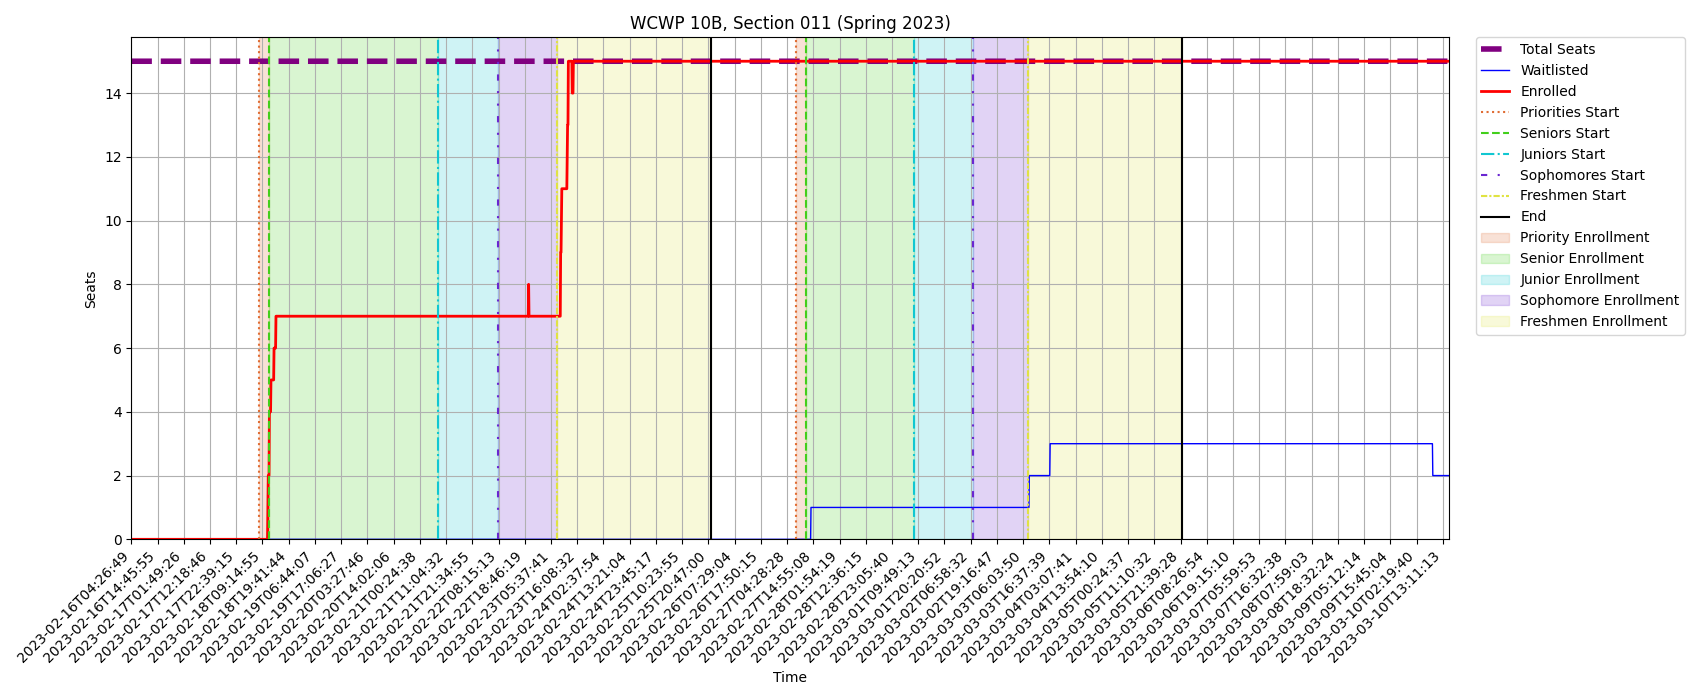 WCWP 10B, Section 011 (Spring 2023)
Seats
14
12
10
8
6
4
2
0
2023-02-16T04:26:49
2023-02-16T14:45:55
2023-02-17T01:49:26
2023-02-17T12:18:46
2023-02-17T22:39:15
2023-02-18T09:14:55
2023-02-18T19:41:44
2023-02-19T06:44:07
2023-02-19T17:06:27
2023-02-20T03:27:46
2023-02-20T14:02:06
2023-02-21T00:24:38
2023-02-21T11:04:32
2023-02-21T21:34:55
2023-02-22T08:15:13
2023-02-22T18:46:19
2023-02-23T05:37:41
2023-02-23T16:08:32
2023-02-24T02:37:54
2023-02-24T13:21:04
2023-02-24T23:45:17
2023-02-25T10:23:55
2023-02-25T20:47:00
2023-02-26T07:29:04
2023-02-26T17:50:15
2023-02-27T04:28:28
2023-02-27T14:55:08
2023-02-28T01:54:19
2023-02-28T12:36:15
2023-02-28T23:05:40
2023-03-01T09:49:13
2023-03-01T20:20:52
2023-03-02T06:58:32
2023-03-02T19:16:47
2023-03-03T06:03:50
2023-03-03T16:37:39
2023-03-04T03:07:41
2023-03-04T13:54:10
2023-03-05T00:24:37
2023-03-05T11:10:32
2023-03-05T21:39:28
2023-03-06T08:26:54
2023-03-06T19:15:10
2023-03-07T05:59:53
2023-03-07T16:32:38
2023-03-08T07:59:03
2023-03-08T18:32:24
2023-03-09T05:12:14
2023-03-09T15:45:04
2023-03-10T02:19:40
2023-03-10T13:11:13
Time
Total Seats
Waitlisted
Enrolled
Priorities Start
Seniors Start
Juniors Start
Sophomores Start
Freshmen Start
End
Priority Enrollment
Senior Enrollment
Junior Enrollment
Sophomore Enrollment
Freshmen Enrollment